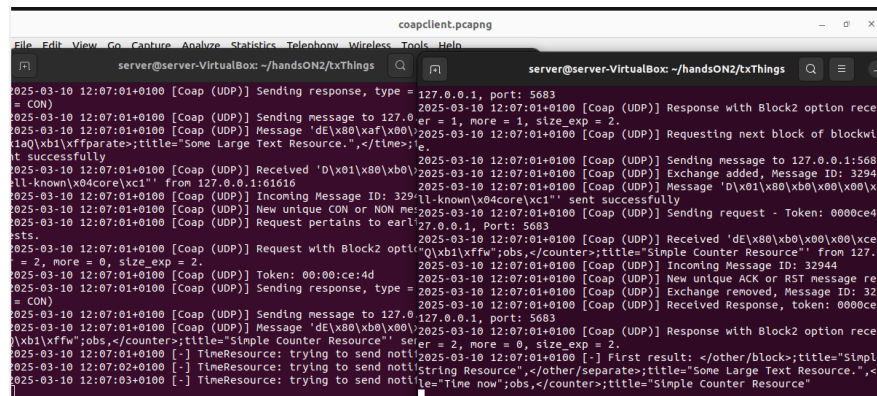 coapclient.pcapng
File Edit View Go Capture Analyze Statistics Telephony Wireless Tools Help
server@server-VirtualBox: ~/handsON2/txThings
2025-03-10 12:07:01+0100 [Coap (UDP)] Sending response, type =
= CON)
2025-03-10 12:07:01+0100 [Coap (UDP)] Sending message to 127.0
2025-03-10 12:07:01+0100 [Coap (UDP)] Message 'dE\x80\xaf\x00\
x1aQ\xb1\xffparate>;title="Some Large Text Resource.",</time>;t
nt successfully
2025-03-10 12:07:01+0100 [Coap (UDP)] Received 'D\x01\x80\xb0\
ell-known\x04core\xc1"' from 127.0.0.1:61616
2025-03-10 12:07:01+0100 [Coap (UDP)] Incoming Message ID: 3294
2025-03-10 12:07:01+0100 [Coap (UDP)] New unique CON or NON mes
2025-03-10 12:07:01+0100 [Coap (UDP)] Request pertains to earli
ests.
2025-03-10 12:07:01+0100 [Coap (UDP)] Request with Block2 optic
r = 2, more = 0, size_exp = 2.
2025-03-10 12:07:01+0100 [Coap (UDP)] Token: 00:00:ce:4d
2025-03-10 12:07:01+0100 [Coap (UDP)] Sending response, type =
= CON)
2025-03-10 12:07:01+0100 [Coap (UDP)] Sending message to 127.0
2025-03-10 12:07:01+0100 [Coap (UDP)] Message 'dE\x80\xb0\x00\
Q\xb1\xffw";obs,</counter>;title="Simple Counter Resource"' sen
2025-03-10 12:07:01+0100 [-] TimeResource: trying to send noti
2025-03-10 12:07:02+0100 [-] TimeResource: trying to send noti
2025-03-10 12:07:03+0100 [-] TimeResource: trying to send noti
server@server-VirtualBox: ~/handsON2/txThings
127.0.0.1, port: 5683
2025-03-10 12:07:01+0100 [Coap (UDP)] Response with Block2 option rece
er = 1, more = 1, size_exp = 2.
2025-03-10 12:07:01+0100 [Coap (UDP)] Requesting next block of blockwi
e.
2025-03-10 12:07:01+0100 [Coap (UDP)] Sending message to 127.0.0.1:568
2025-03-10 12:07:01+0100 [Coap (UDP)] Exchange added, Message ID: 3294
2025-03-10 12:07:01+0100 [Coap (UDP)] Message 'D\x01\x80\xb0\x00\x00\x
ll-known\x04core\xc1"' sent successfully
2025-03-10 12:07:01+0100 [Coap (UDP)] Sending request - Token: 0000ce4
27.0.0.1, Port: 5683
2025-03-10 12:07:01+0100 [Coap (UDP)] Received 'dE\x80\xb0\x00\x00\xce
"Q\xb1\xffw";obs,</counter>;title="Simple Counter Resource"' from 127.
2025-03-10 12:07:01+0100 [Coap (UDP)] Incoming Message ID: 32944
2025-03-10 12:07:01+0100 [Coap (UDP)] New unique ACK or RST message re
2025-03-10 12:07:01+0100 [Coap (UDP)] Exchange removed, Message ID: 32
2025-03-10 12:07:01+0100 [Coap (UDP)] Received Response, token: 0000ce
127.0.0.1, port: 5683
2025-03-10 12:07:01+0100 [Coap (UDP)] Response with Block2 option rece
er = 2, more = 0, size_exp = 2.
2025-03-10 12:07:01+0100 [-] First result: </other/block>;title="Simpl
String Resource",</other/separate>;title="Some Large Text Resource.",<
le="Time now";obs,</counter>;title="Simple Counter Resource"